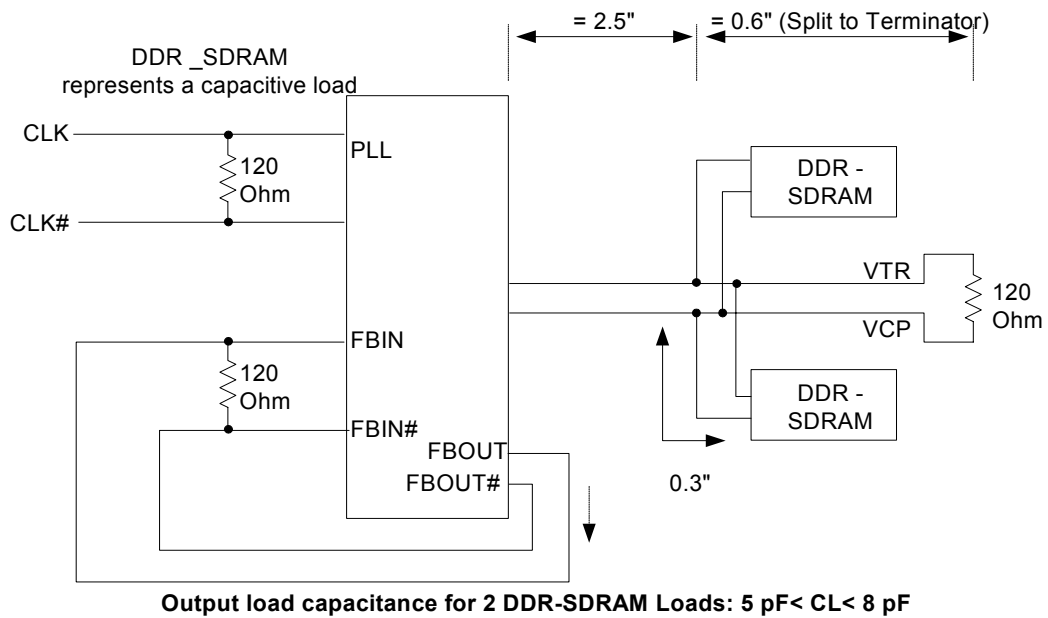 = 2.5"
= 0.6" (Split to Terminator)
DDR _SDRAM
represents a capacitive load
CLK
PLL
120
Ohm
CLK#
DDR -
SDRAM
VTR
120
Ohm
VCP
FBIN
120
Ohm
FBIN#
DDR -
SDRAM
FBOUT
FBOUT#
0.3"
Output load capacitance for 2 DDR-SDRAM Loads: 5 pF< CL< 8 pF